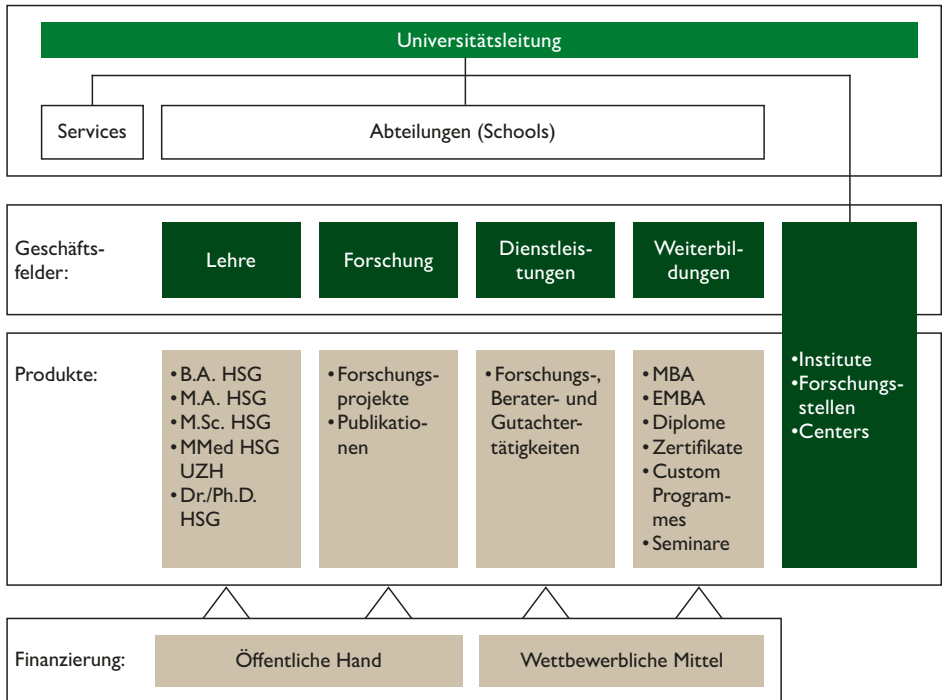 Universitätsleitung
Services
Abteilungen (Schools)
Geschäfts-
felder:
Lehre
Forschung
Dienstleis-
tungen
Weiterbil-
dungen
Produkte:
• B.A. HSG
• M.A. HSG
• M.Sc. HSG
• MMed HSG
UZH
• Dr./Ph.D.
HSG
• Forschungs-
projekte
• Publikatio-
nen
• Forschungs-,
Berater- und
Gutachter-
tätigkeiten
• MBA
• EMBA
• Diplome
• Zertifikate
• Custom
Program-
mes
• Seminare
•Institute
•Forschungs-
stellen
•Centers
Finanzierung:
Öffentliche Hand
Wettbewerbliche Mittel